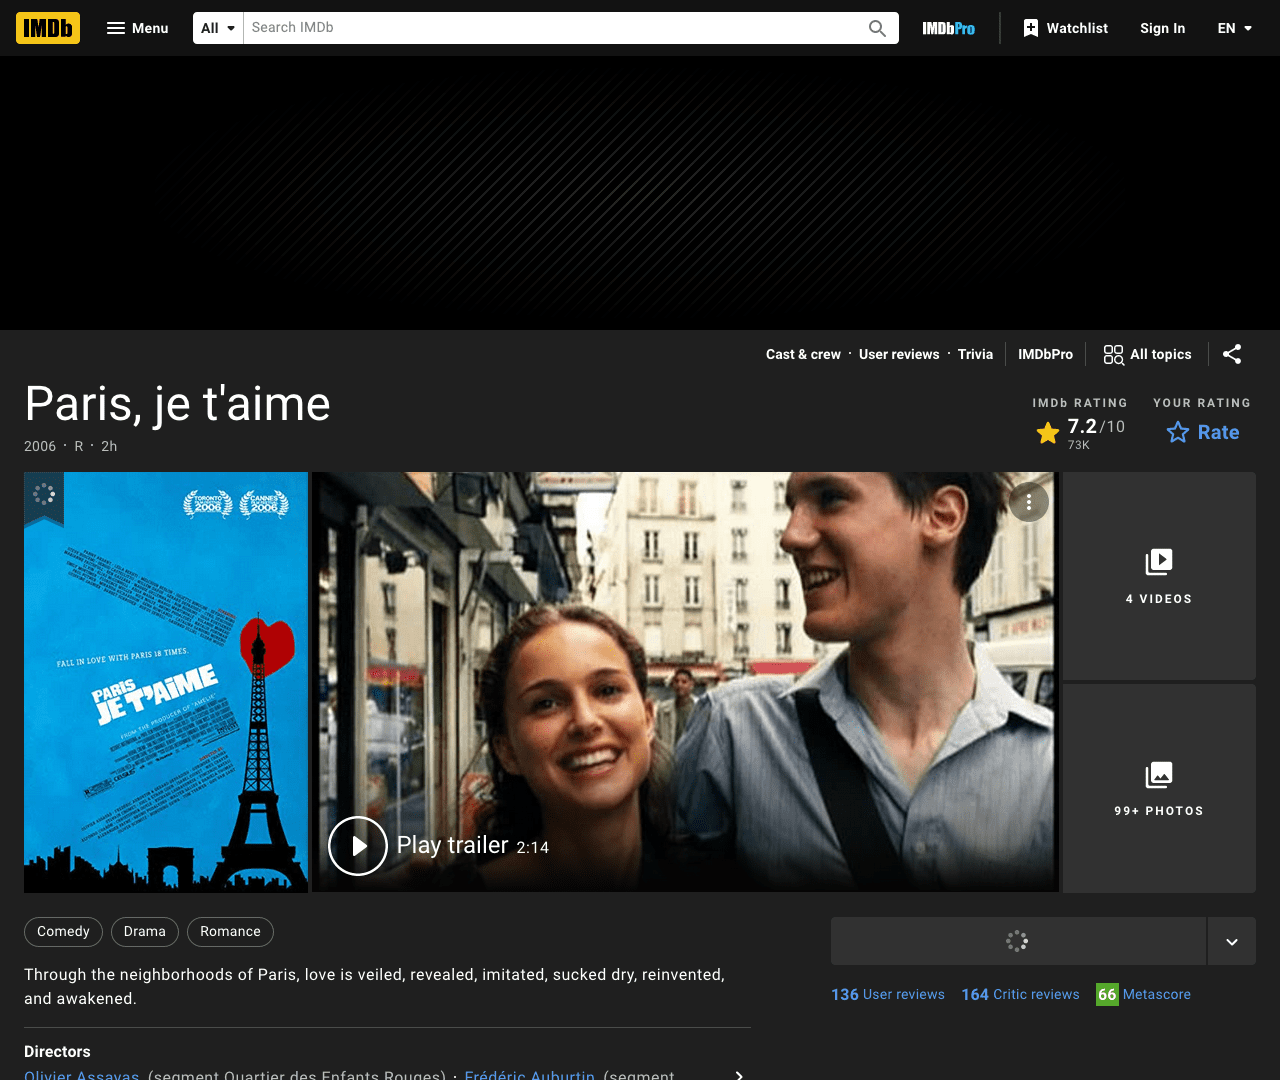 IMDb
Menu
All
Search IMDb
IMDbPro
Watchlist
Sign In
EN
Cast & crew · User reviews · Trivia
IMDbPro
All topics
Paris, je t'aime
2006 · R · 2h
IMDb RATING
7.2/10
73K
YOUR RATING
Rate
TORONTO
2006
CANNES
2006
FALL IN LOVE WITH PARIS 18 TIMES.
PARIS
JE T'AIME
FROM THE PRODUCER OF "AMELIE"
Play trailer 2:14
4 VIDEOS
99+ PHOTOS
Comedy
Drama
Romance
Through the neighborhoods of Paris, love is veiled, revealed, imitated, sucked dry, reinvented,
and awakened.
136 User reviews
164 Critic reviews
66 Metascore
Directors
Olivier Assayas (segment Quartier des Enfants Rouges) · Frédéric Auburtin (segment